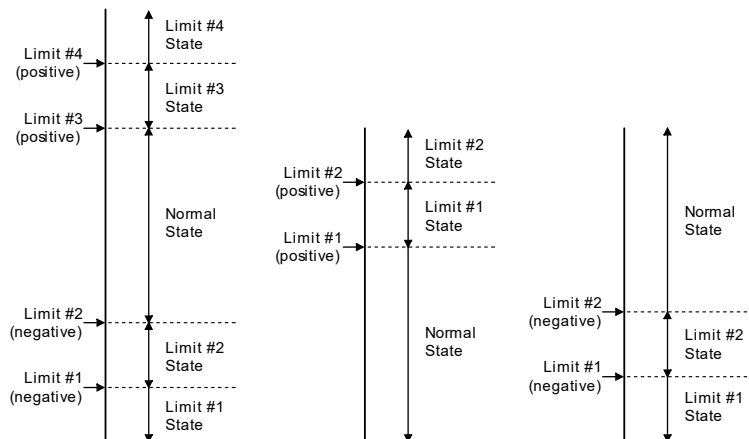 Limit #4
State
Limit #4
(positive)
Limit #3
State
Limit #3
(positive)
Normal
State
Limit #2
(negative)
Limit #2
State
Limit #1
(negative)
Limit #1
State
Limit #2
State
Limit #2
(positive)
Limit #1
State
Limit #1
(positive)
Normal
State
Normal
State
Limit #2
(negative)
Limit #2
State
Limit #1
(negative)
Limit #1
State